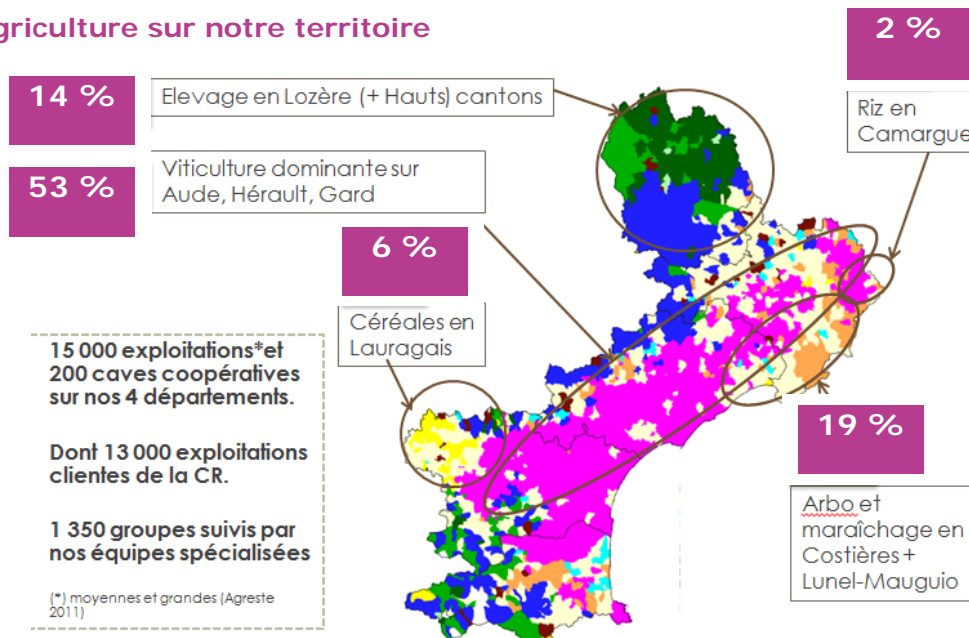 griculture sur notre territoire
2 %
14 %
Elevage en Lozère (+ Hauts) cantons
Riz en
Camargue
53 %
Viticulture dominante sur
Aude, Hérault, Gard
6 %
Céréales en
Lauragais
15 000 exploitations*et
200 caves coopératives
sur nos 4 départements.
Dont 13 000 exploitations
clientes de la CR.
1 350 groupes suivis par
nos équipes spécialisées
(*) moyennes et grandes (Agreste
2011)
19 %
Arbo et
maraîchage en
Costières +
Lunel-Mauguio